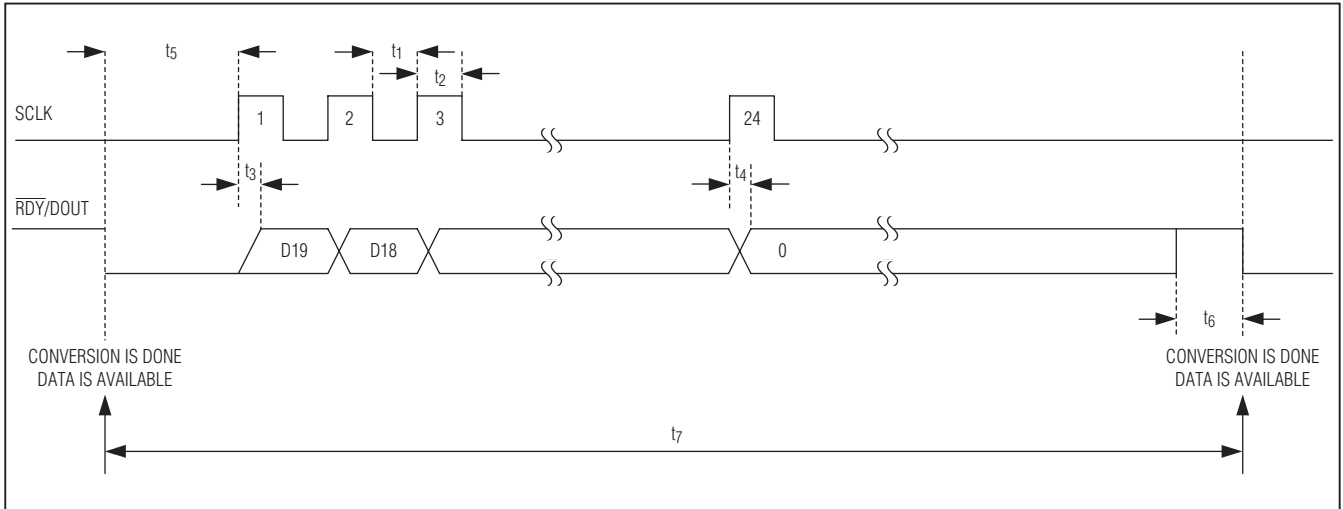 t5
t1
t2
SCLK
1
2
3
24
t3
t4
RDY/DOUT
D19
D18
0
t6
CONVERSION IS DONE
DATA IS AVAILABLE
CONVERSION IS DONE
DATA IS AVAILABLE
t7